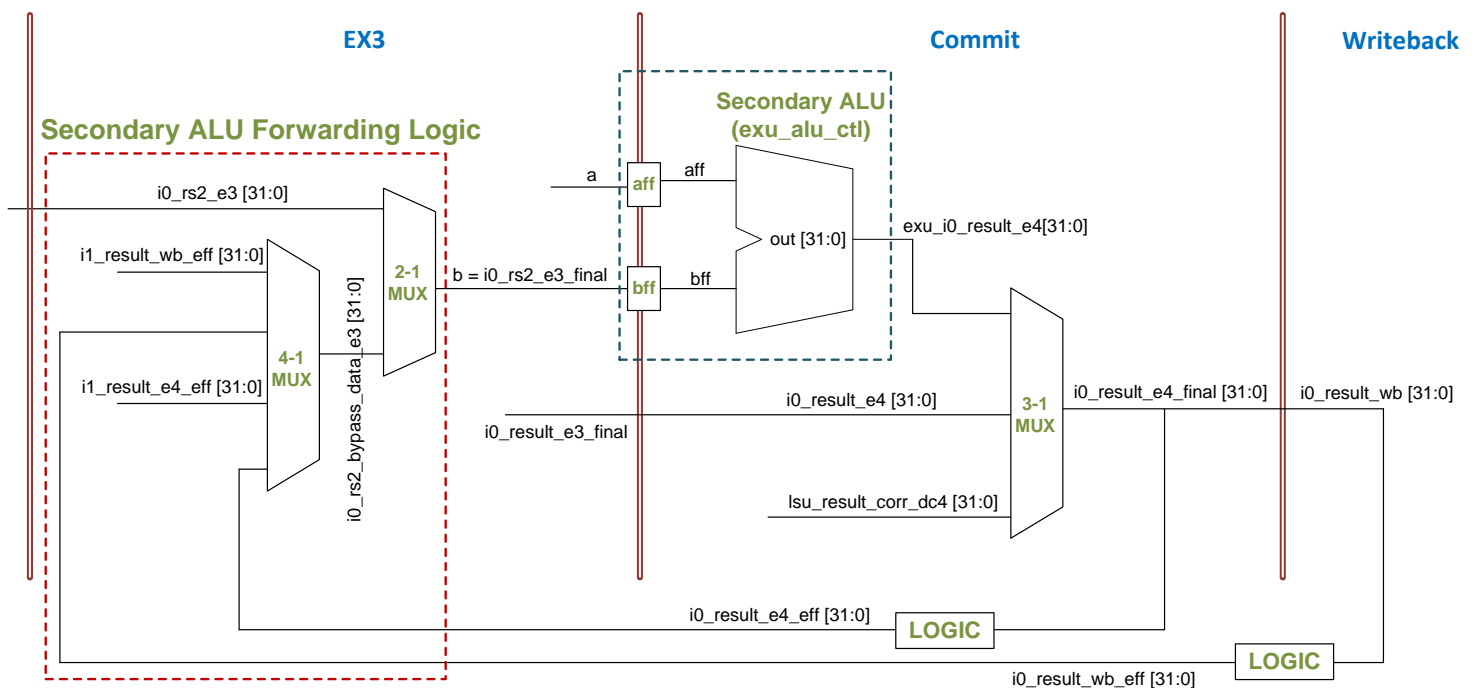 EX3
Commit
Writeback
Secondary ALU Forwarding Logic
Secondary ALU
(exu_alu_ctl)
i0_rs2_e3 [31:0]
a
aff
aff
i1_result_wb_eff [31:0]
out [31:0]
exu_i0_result_e4[31:0]
2-1
MUX
b = i0_rs2_e3_final
bff
bff
4-1
MUX
i0_rs2_bypass_data_e3 [31:0]
i1_result_e4_eff [31:0]
i0_result_e4 [31:0]
i0_result_e3_final
3-1
MUX
i0_result_e4_final [31:0]
i0_result_wb [31:0]
lsu_result_corr_dc4 [31:0]
i0_result_e4_eff [31:0]
LOGIC
LOGIC
i0_result_wb_eff [31:0]